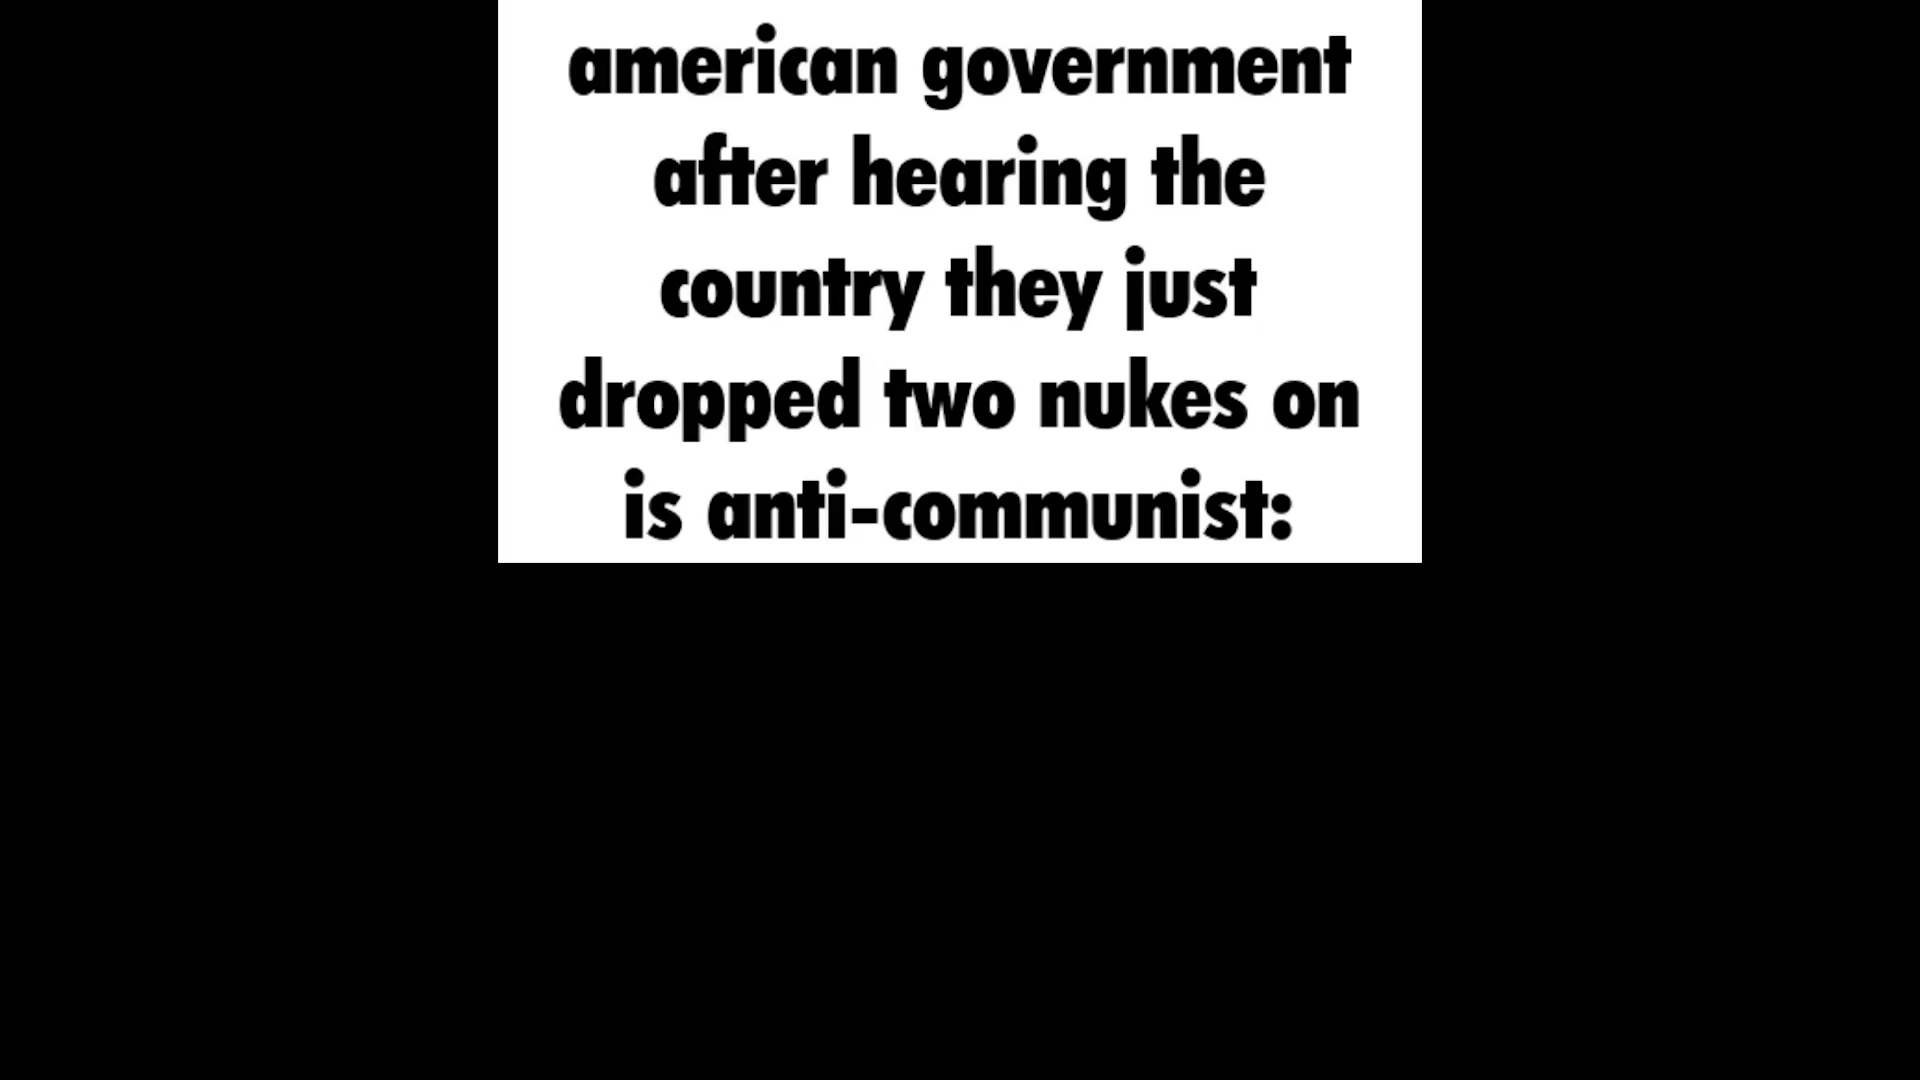 american government
after hearing the
country they just
dropped two nukes on
is anti-communist: